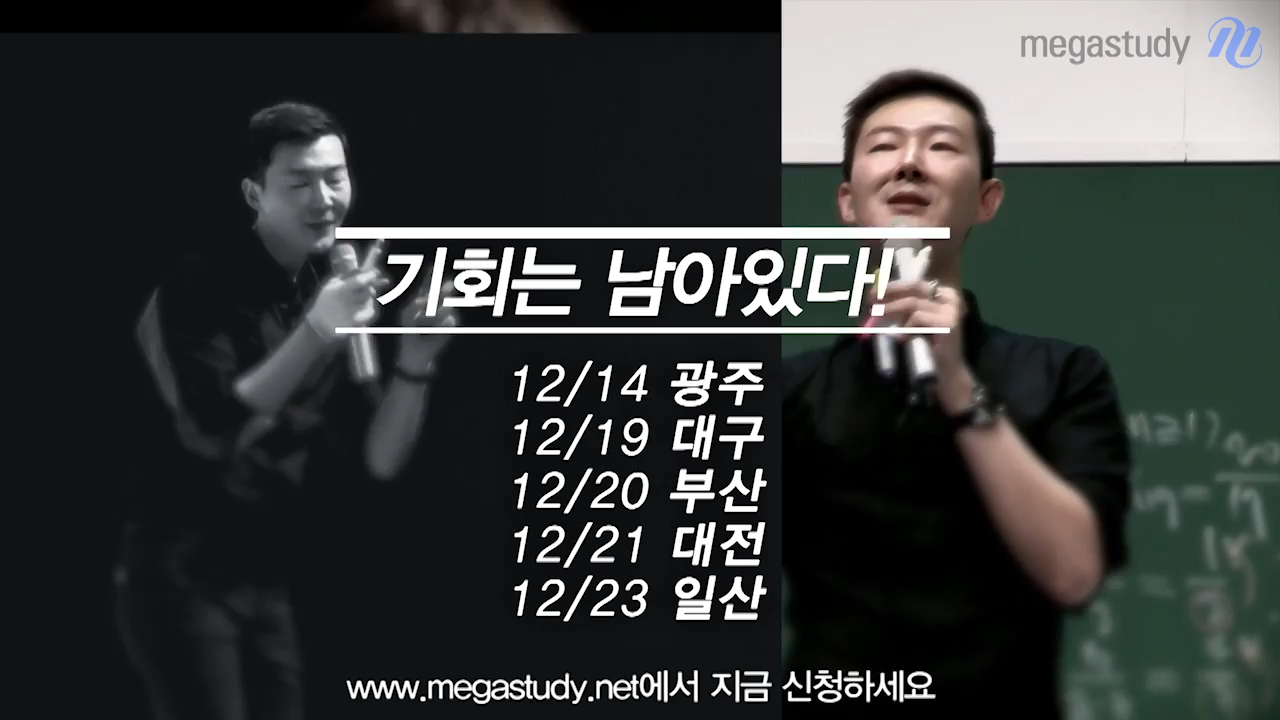 megastudy
기회는 남아있다!
12/14 광주
12/19 대구
12/20 부산
12/21 대전
12/23 일산
www.megastudy.net에서 지금 신청하세요